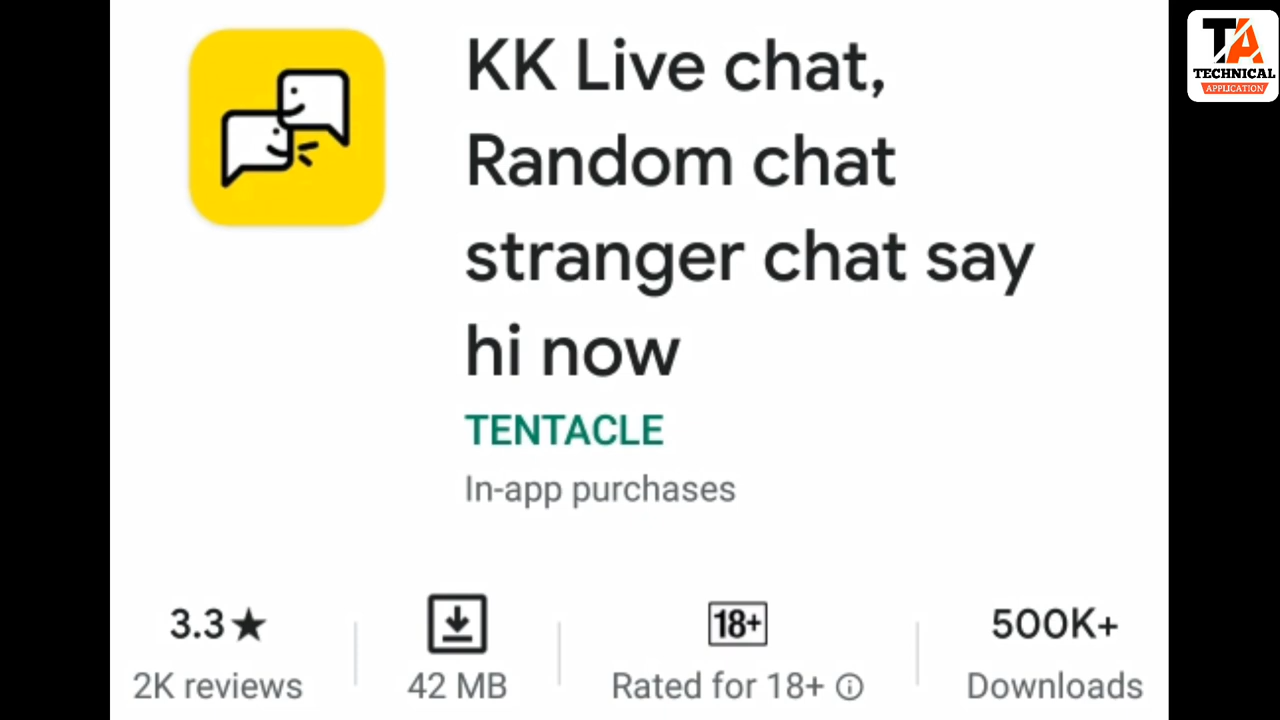 KK Live chat,
Random chat
stranger chat say
hi now
TENTACLE
In-app purchases
3.3★
2K reviews
42 MB
18+
Rated for 18+
500K+
Downloads
TA
TECHNICAL
APPLICATION